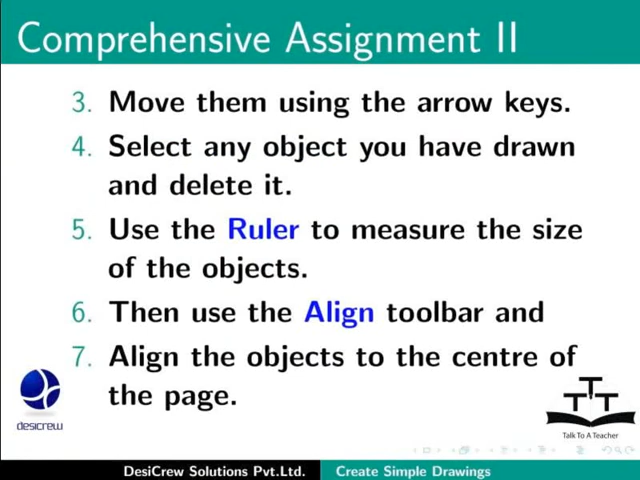 Comprehensive Assignment II
3. Move them using the arrow keys.
4. Select any object you have drawn
and delete it.
5. Use the Ruler to measure the size
of the objects.
6. Then use the Align toolbar and
7. Align the objects to the centre of
the page.
desicrew
TTT
Talk To A Teacher
DesiCrew Solutions Pvt.Ltd. Create Simple Drawings